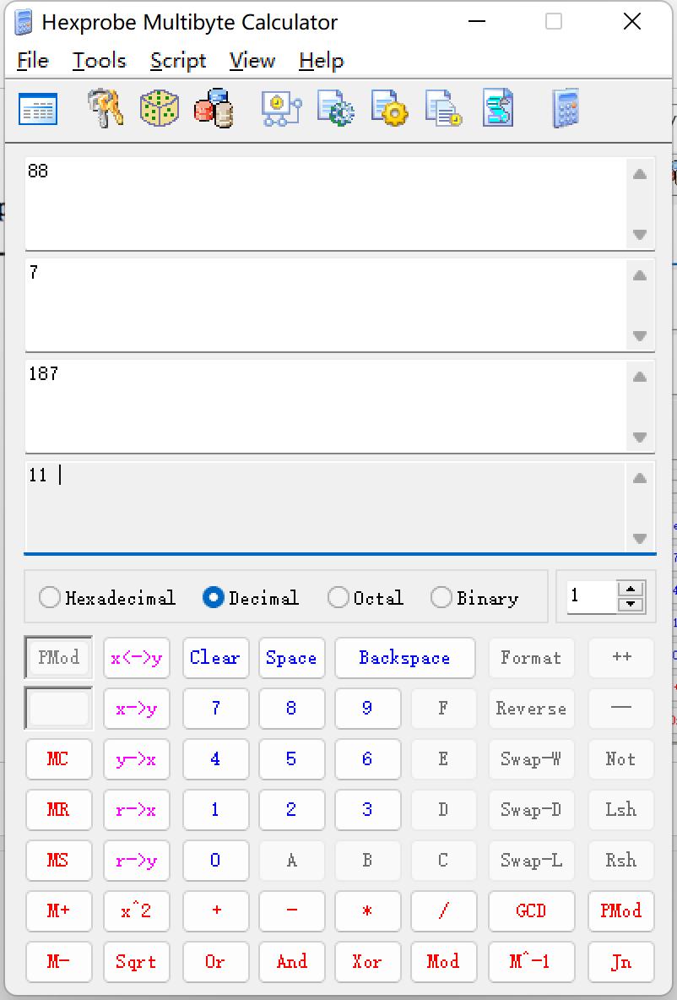 Hexprobe Multibyte Calculator
File Tools Script View Help
88
7
187
11
Hexadecimal Decimal Octal Binary 1
PMod x<->y Clear Space Backspace Format ++
x->y 7 8 9 F Reverse --
MC y->x 4 5 6 E Swap-W Not
MR r->x 1 2 3 D Swap-D Lsh
MS r->y 0 A B C Swap-L Rsh
M+ x^2 + - * / GCD PMod
M- Sqrt Or And Xor Mod M^-1 Jn